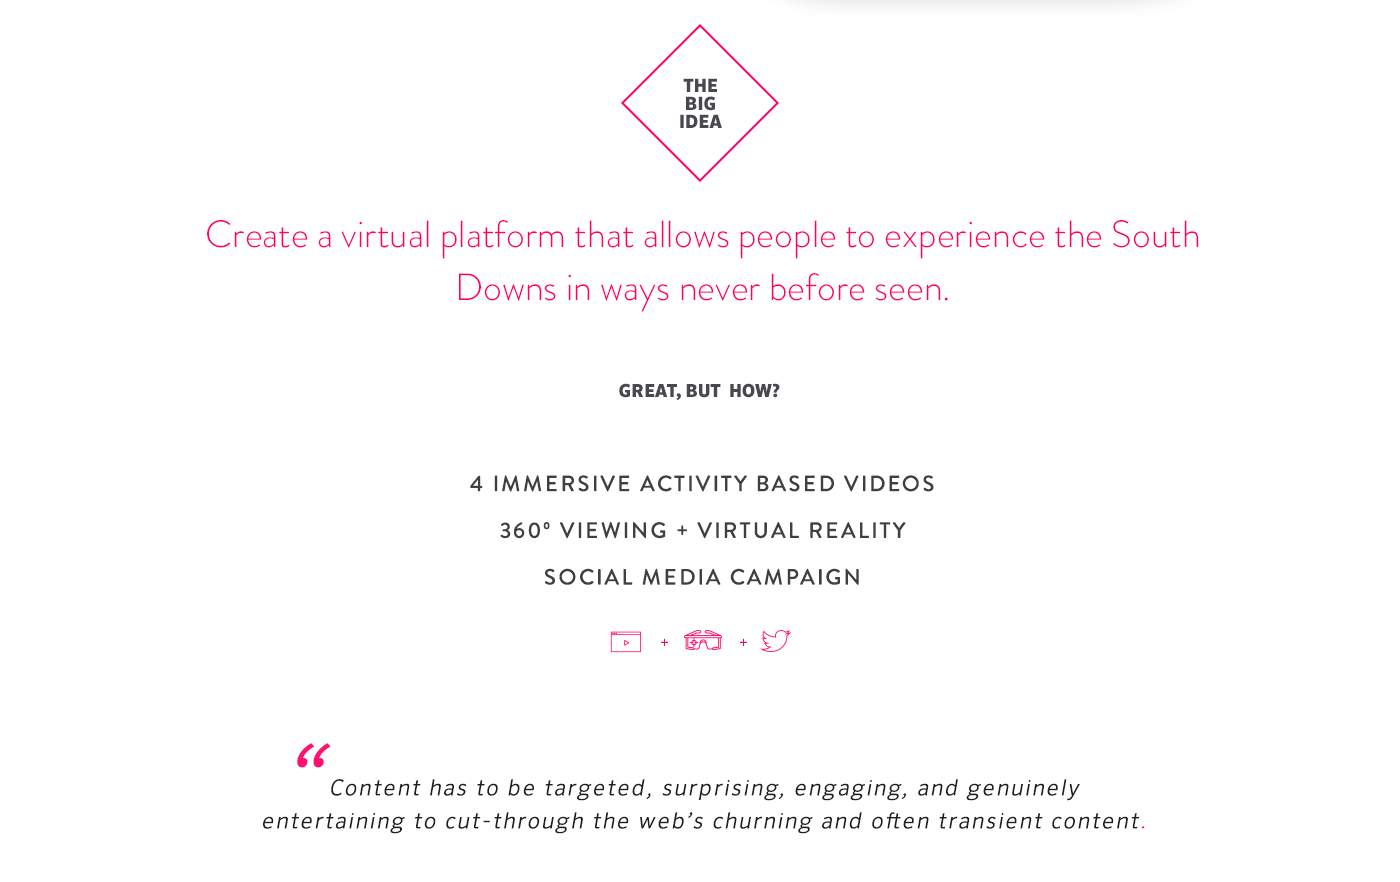 THE
BIG
IDEA
Create a virtual platform that allows people to experience the South
Downs in ways never before seen.
GREAT, BUT HOW?
4 IMMERSIVE ACTIVITY BASED VIDEOS
360° VIEWING + VIRTUAL REALITY
SOCIAL MEDIA CAMPAIGN
+ +
“
Content has to be targeted, surprising, engaging, and genuinely
entertaining to cut-through the web’s churning and often transient content.